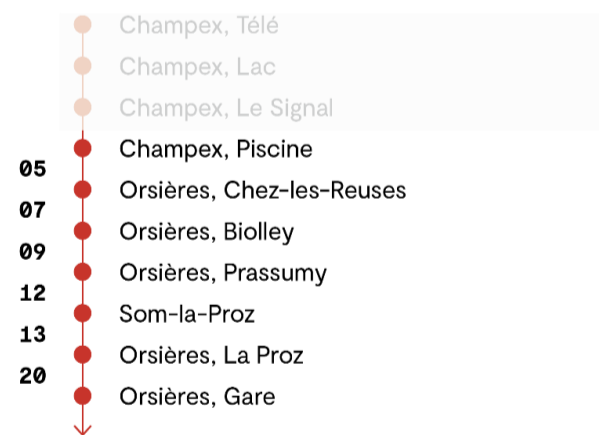 Champex, Télé
Champex, Lac
Champex, Le Signal
Champex, Piscine
05
Orsières, Chez-les-Reuses
07
Orsières, Biolley
09
Orsières, Prassumy
12
Som-la-Proz
13
Orsières, La Proz
20
Orsières, Gare